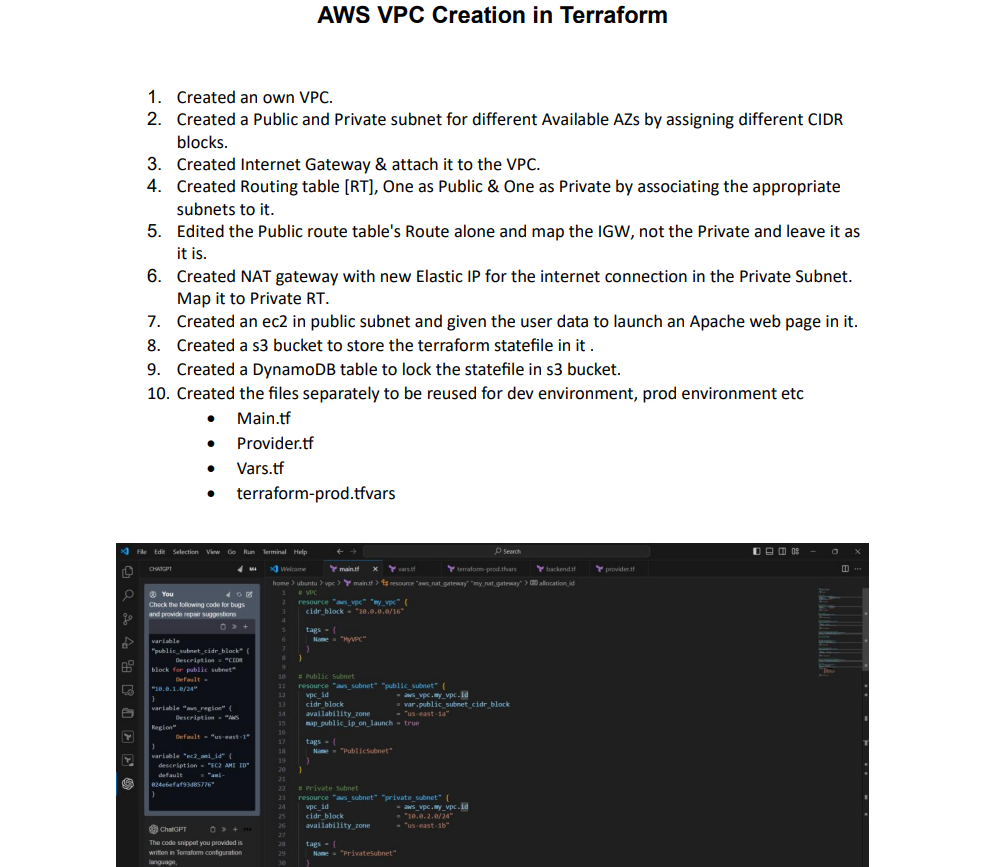 AWS VPC Creation in Terraform
1. Created an own VPC.
2. Created a Public and Private subnet for different Available AZs by assigning different CIDR
blocks.
3. Created Internet Gateway & attach it to the VPC.
4. Created Routing table [RT], One as Public & One as Private by associating the appropriate
subnets to it.
5. Edited the Public route table's Route alone and map the IGW, not the Private and leave it as
it is.
6. Created NAT gateway with new Elastic IP for the internet connection in the Private Subnet.
Map it to Private RT.
7. Created an ec2 in public subnet and given the user data to launch an Apache web page in it.
8. Created a s3 bucket to store the terraform statefile in it .
9. Created a DynamoDB table to lock the statefile in s3 bucket.
10. Created the files separately to be reused for dev environment, prod environment etc
• Main.tf
• Provider.tf
• Vars.tf
• terraform-prod.tfvars
File Edit Selection View Go Run Terminal Help
Search
CHATGPT
Welcome main.tf vars.tf terraform-prod.tfvars backend.tf provider.tf
home > ubuntu > vpc > main.tf > resource "aws_nat_gateway" "my_nat_gateway" > allocation_id
You
Check the following code for bugs
and provide repair suggestions
variable
"public_subnet_cidr_block" {
Description = "CIDR
block for public subnet"
Default =
"10.0.1.0/24"
}
variable "aws_region" {
Description = "AWS
Region"
Default = "us-east-1"
}
variable "ec2_ami_id" {
description = "EC2 AMI ID"
default = "ami-
024e6efaf93d85776"
}
ChatGPT
The code snippet you provided is
written in Terraform configuration
language,
1 # VPC
2 resource "aws_vpc" "my_vpc" {
3 cidr_block = "10.0.0.0/16"
4
5 tags = {
6 Name = "MyVPC"
7 }
8 }
9
10 # Public Subnet
11 resource "aws_subnet" "public_subnet" {
12 vpc_id = aws_vpc.my_vpc.id
13 cidr_block = var.public_subnet_cidr_block
14 availability_zone = "us-east-1a"
15 map_public_ip_on_launch = true
16
17 tags = {
18 Name = "PublicSubnet"
19 }
20 }
21
22 # Private Subnet
23 resource "aws_subnet" "private_subnet" {
24 vpc_id = aws_vpc.my_vpc.id
25 cidr_block = "10.0.2.0/24"
26 availability_zone = "us-east-1b"
27
28 tags = {
29 Name = "PrivateSubnet"
30 }